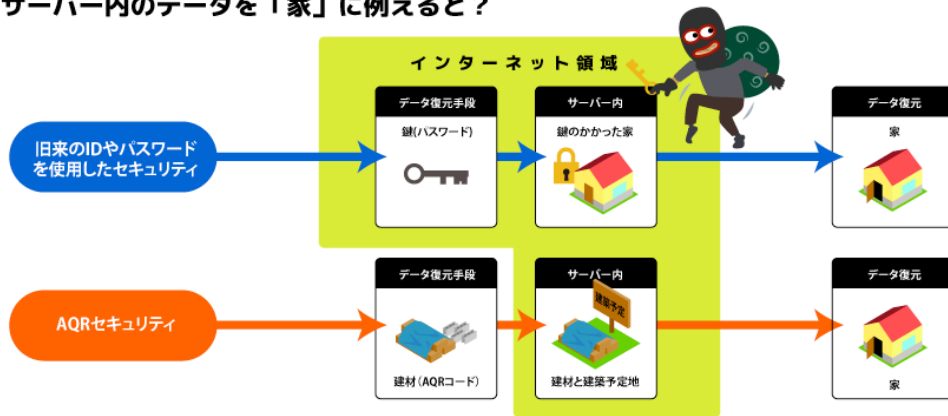 サーバー内のデータを「家」に例えると？
インターネット領域
データ復元手段
サーバー内
データ復元
鍵(パスワード)
鍵のかかった家
家
旧来のIDやパスワード
を使用したセキュリティ
データ復元手段
サーバー内
データ復元
建築予定
AQRセキュリティ
建材（AQRコード）
建材と建築予定地
家